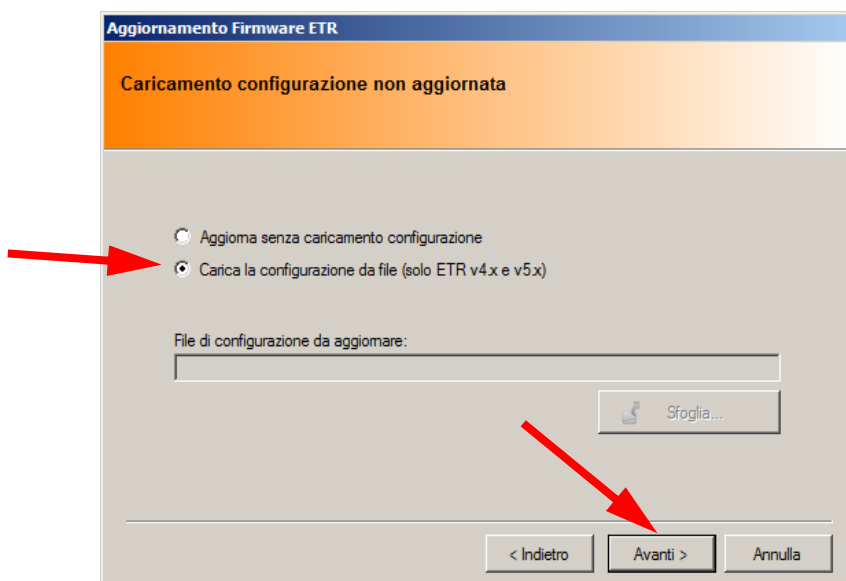 Aggiornamento Firmware ETR
Caricamento configurazione non aggiornata
Aggiorna senza caricamento configurazione
Carica la configurazione da file (solo ETR v4.x e v5.x)
File di configurazione da aggiornare:
Sfoglia...
< Indietro
Avanti >
Annulla